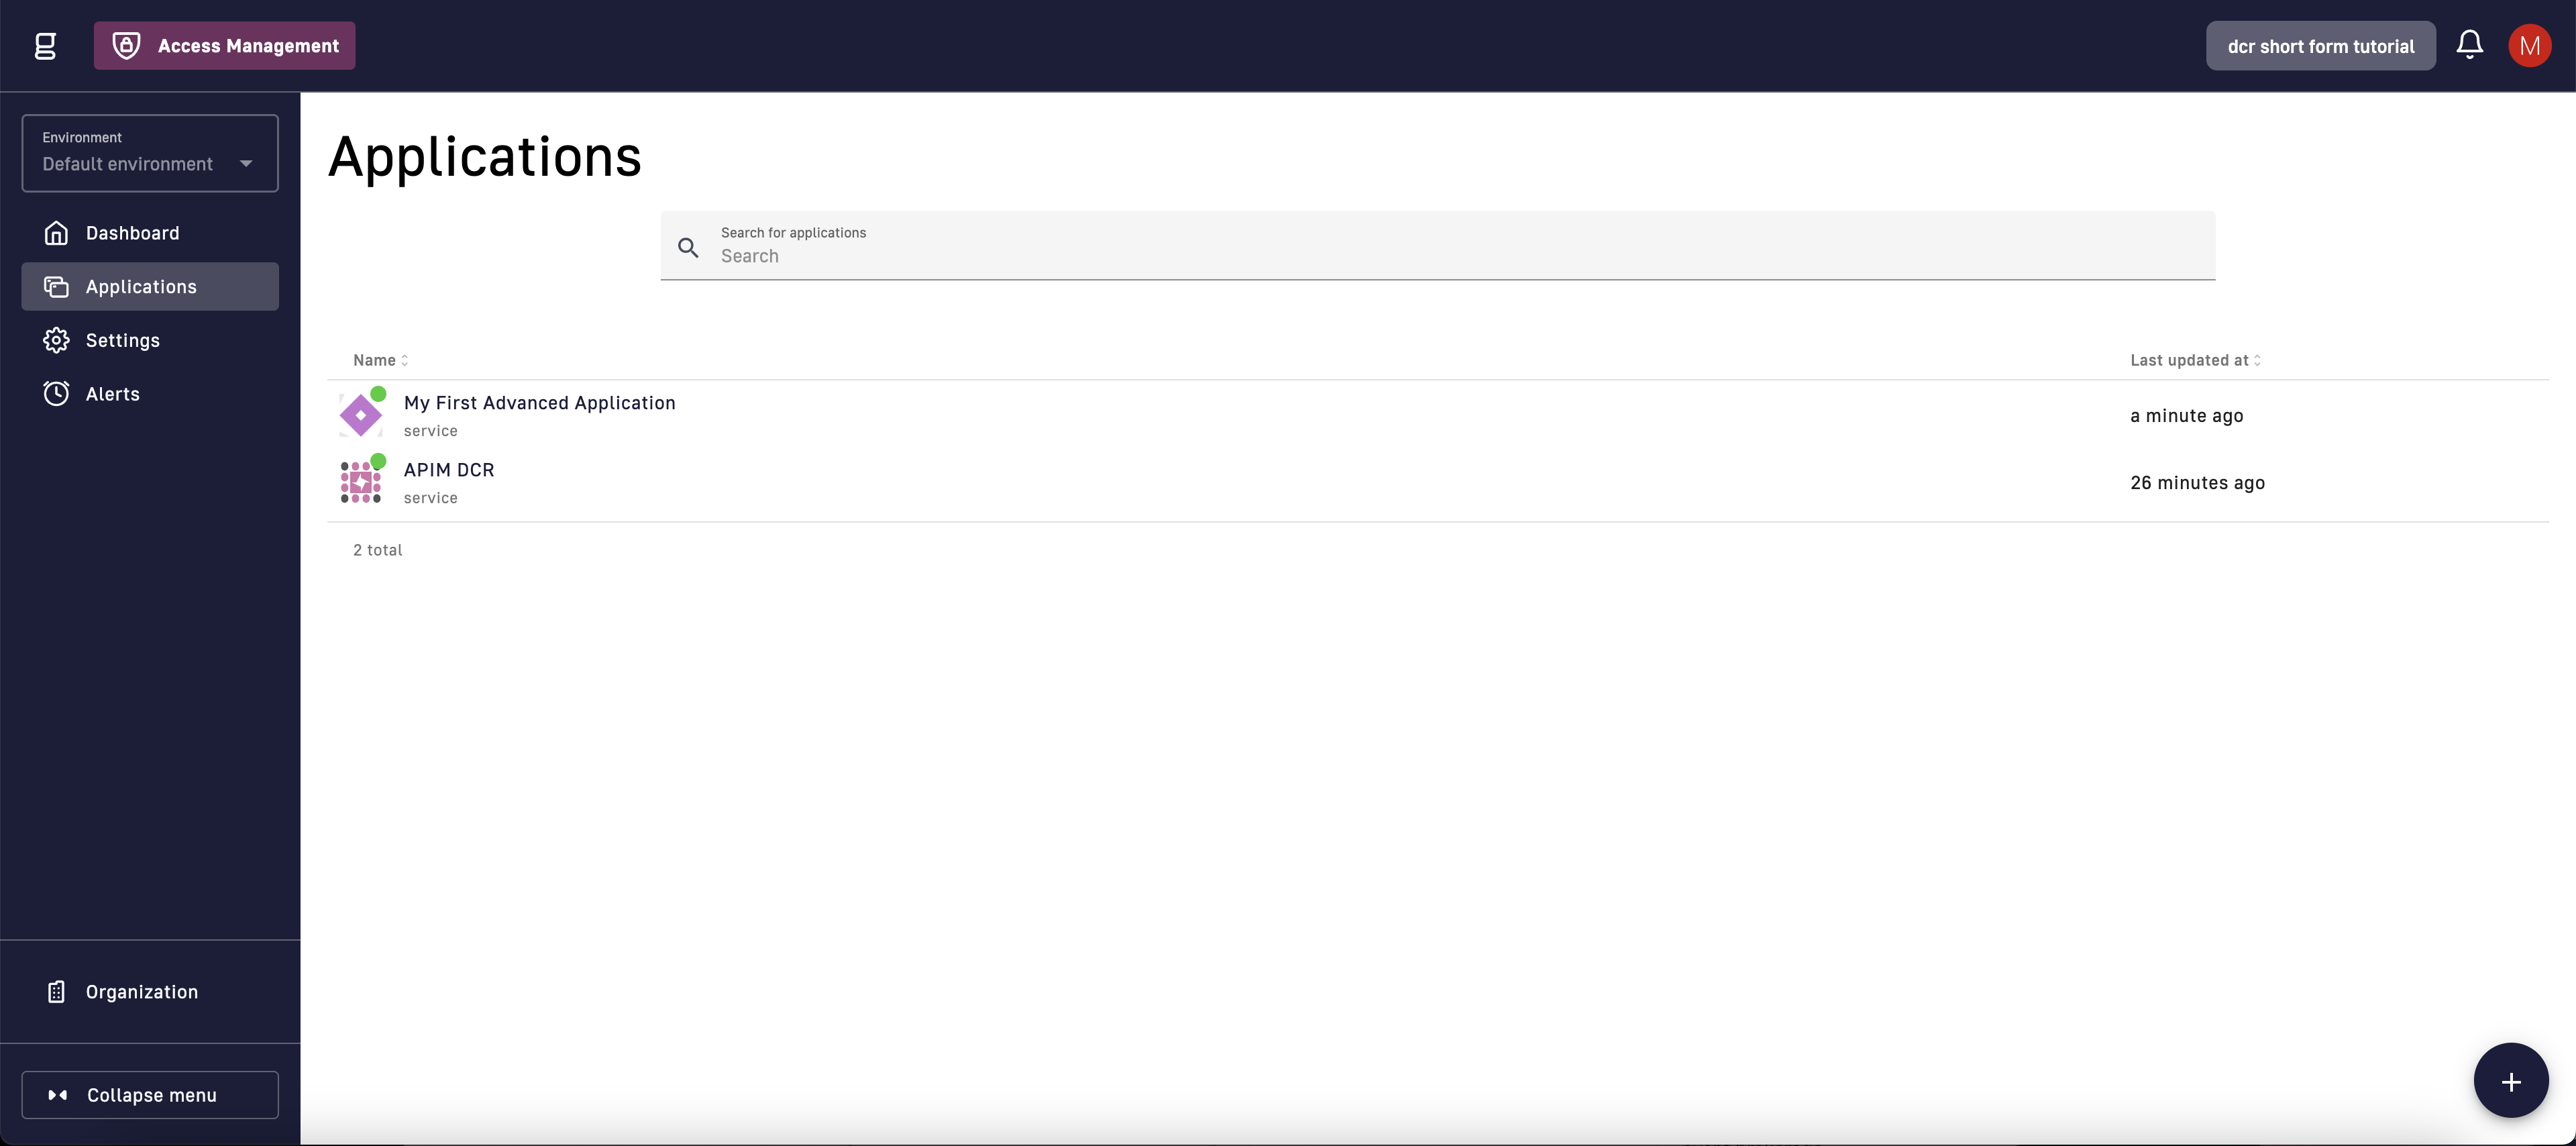 g
Access Management
dcr short form tutorial
M
Environment
Default environment
Dashboard
Applications
Settings
Alerts
Organization
Collapse menu
Applications
Search for applications
Search
Name
Last updated at
My First Advanced Application
service
a minute ago
APIM DCR
service
26 minutes ago
2 total